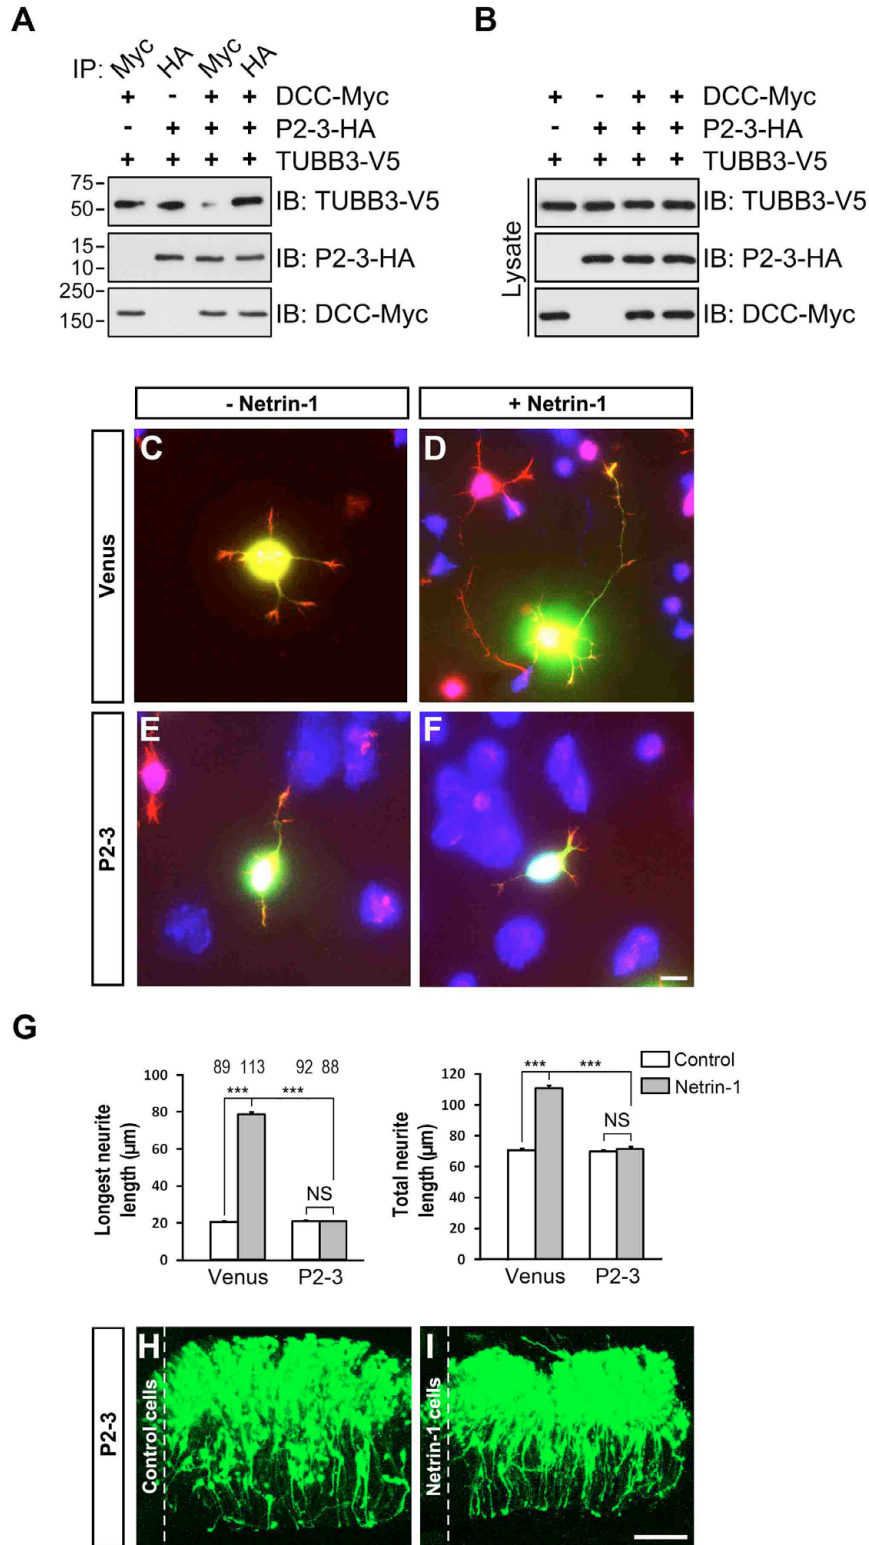 A
IP: Myc HA Myc HA
+ - + + DCC-Myc
- + + + P2-3-HA
+ + + + TUBB3-V5
75-
50-
IB: TUBB3-V5
15-
10-
IB: P2-3-HA
250-
150-
IB: DCC-Myc
B
+ - + + DCC-Myc
- + + + P2-3-HA
+ + + + TUBB3-V5
Lysate
IB: TUBB3-V5
IB: P2-3-HA
IB: DCC-Myc
- Netrin-1
+ Netrin-1
Venus
C
D
P2-3
E
F
G
Longest neurite
length (µm)
100
80
60
40
20
0
89 113 92 88
*** ***
NS
Venus P2-3
Total neurite
length (µm)
120
100
80
60
40
20
0
*** ***
NS
Venus P2-3
Control
Netrin-1
P2-3
H
Control cells
I
Netrin-1 cells